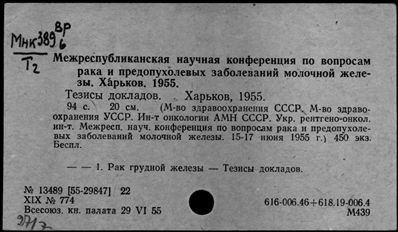 Мнк389 ВР
6
Т2
Межреспубликанская научная конференция по вопросам
рака и предопухолевых заболеваний молочной желе-
зы. Харьков. 1955.
Тезисы докладов. Харьков, 1955.
94 с. 20 см. (М-во здравоохранения СССР. М-во здраво-
охранения УССР. Ин-т онкологии АМН СССР. Укр. рентгено-онкол.
ин-т. Межресп. науч. конференция по вопросам рака и предопухоле-
вых заболеваний молочной железы. 15-17 июня 1955 г.) 450 экз.
Беспл.
— — 1. Рак грудной железы — Тезисы докладов.
№ 13489 [55-29847] 22
XIX № 774 616-006.46+618.19-006.4
Всесоюз. кн. палата 29 VI 55 М439